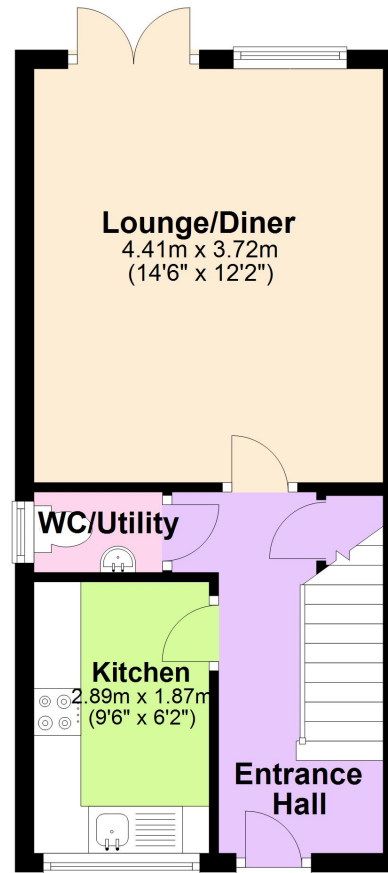 Lounge/Diner
4.41m x 3.72m
(14'6" x 12'2")
WC/Utility
Kitchen
2.89m x 1.87m
(9'6" x 6'2")
Entrance
Hall